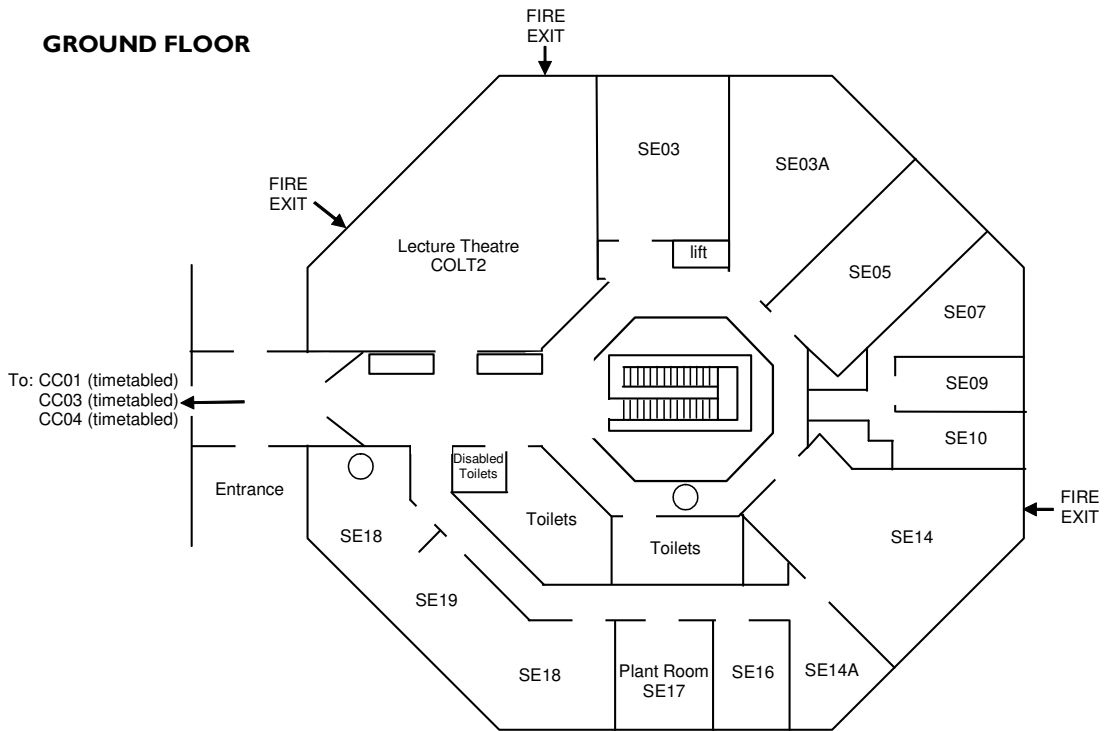 GROUND FLOOR
FIRE
EXIT
SE03
SE03A
FIRE
EXIT
Lecture Theatre
COLT2
lift
SE05
SE07
To: CC01 (timetabled)
CC03 (timetabled)
CC04 (timetabled)
SE09
SE10
Disabled
Toilets
Entrance
Toilets
FIRE
EXIT
SE18
Toilets
SE14
SE19
SE18
Plant Room
SE17
SE16
SE14A